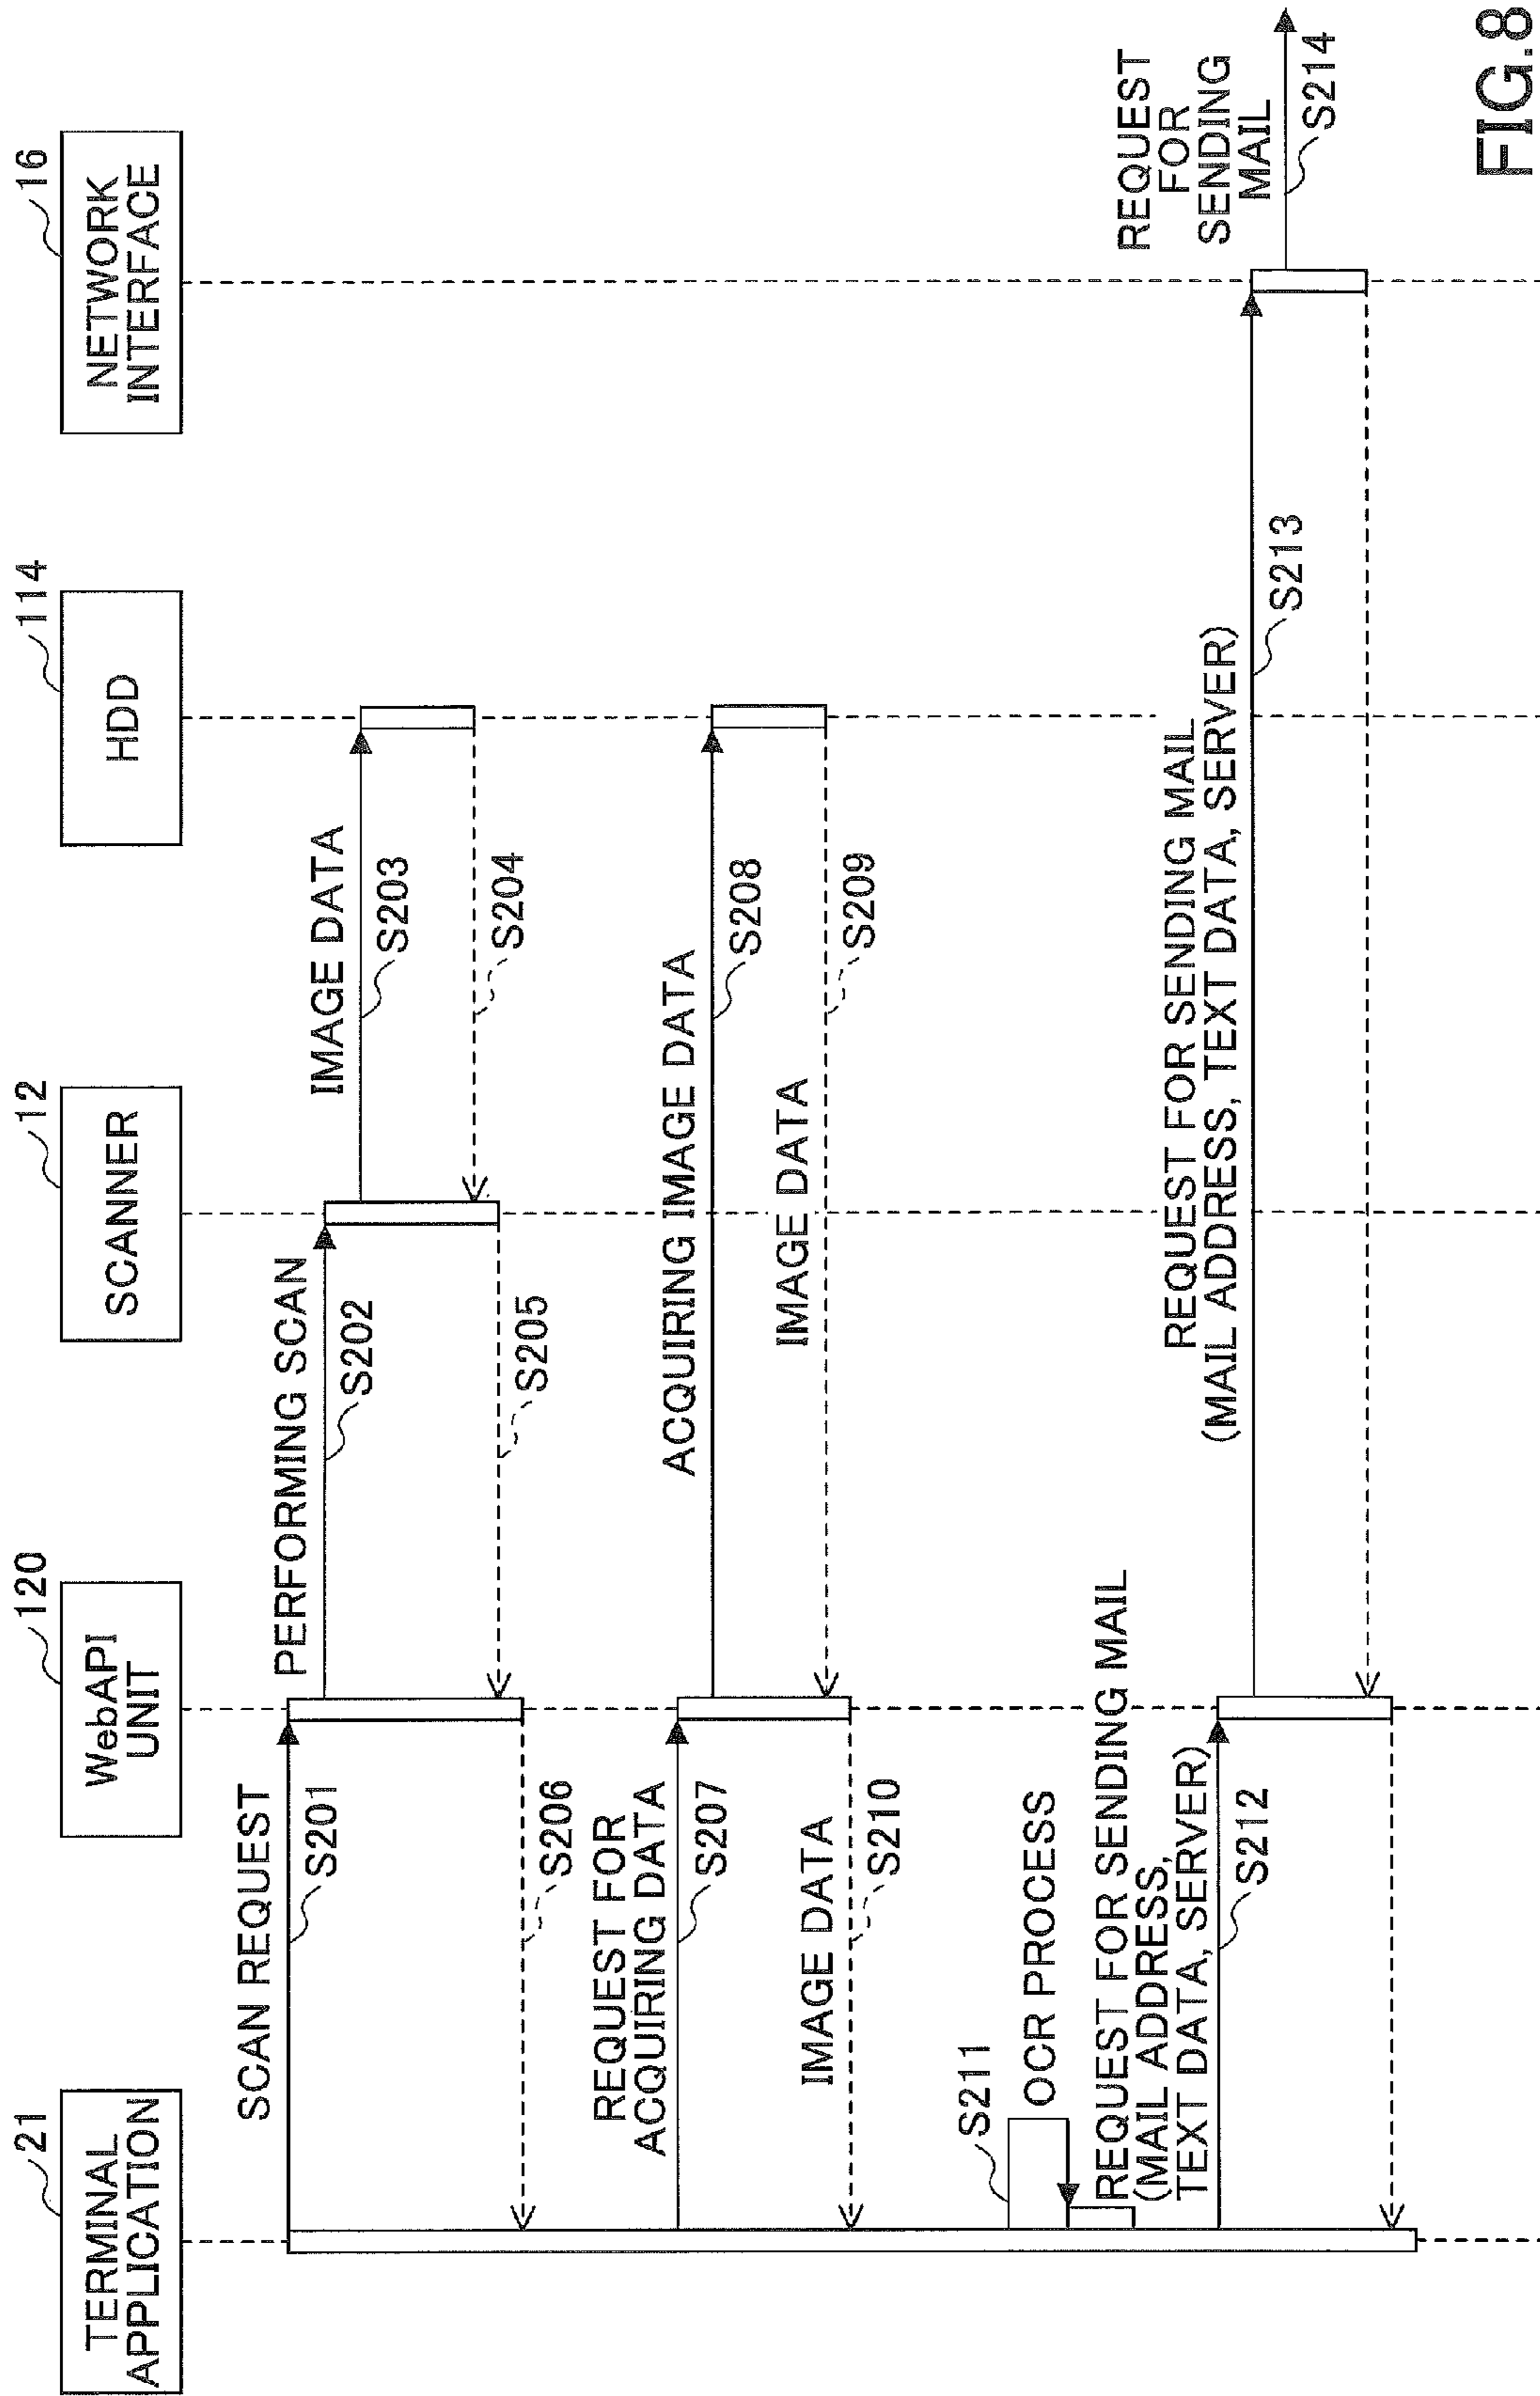 21
TERMINAL
APPLICATION
120
WebAPI
UNIT
12
SCANNER
114
HDD
16
NETWORK
INTERFACE
SCAN REQUEST
S201
PERFORMING SCAN
S202
IMAGE DATA
S203
S204
S205
S206
REQUEST FOR
ACQUIRING DATA
S207
ACQUIRING IMAGE DATA
S208
IMAGE DATA
S209
IMAGE DATA
S210
S211
OCR PROCESS
REQUEST FOR SENDING MAIL
(MAIL ADDRESS,
TEXT DATA, SERVER)
S212
REQUEST FOR SENDING MAIL
(MAIL ADDRESS, TEXT DATA, SERVER)
S213
REQUEST
FOR
SENDING
MAIL
S214
FIG.8